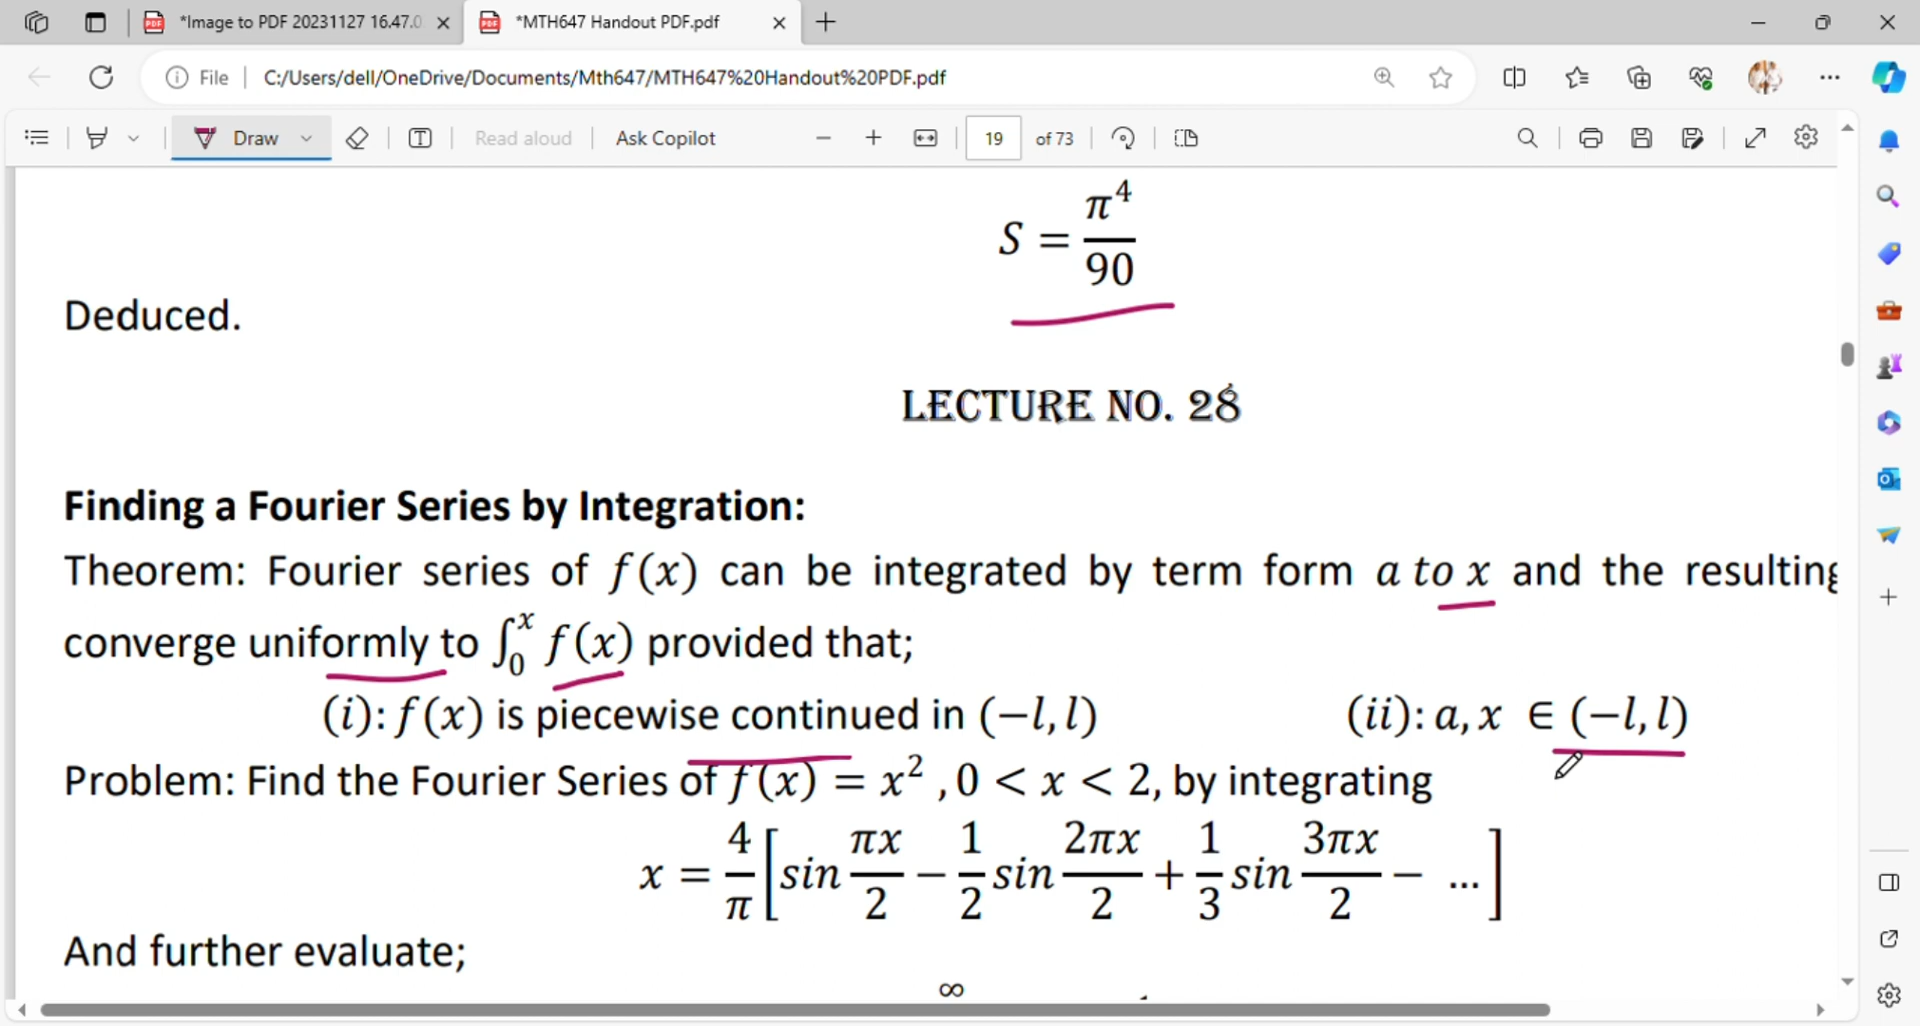 *Image to PDF 20231127 16.47.0
*MTH647 Handout PDF.pdf
File
C:/Users/dell/OneDrive/Documents/Mth647/MTH647%20Handout%20PDF.pdf
Draw
Read aloud
Ask Copilot
19 of 73
S = π⁴/90
Deduced.
LECTURE NO. 28
Finding a Fourier Series by Integration:
Theorem: Fourier series of f(x) can be integrated by term form a to x and the resulting
converge uniformly to ∫₀ˣ f(x) provided that;
(i): f(x) is piecewise continued in (−l, l) (ii): a, x ∈ (−l, l)
Problem: Find the Fourier Series of f(x) = x² , 0 < x < 2, by integrating
x = 4/π [sin πx/2 − 1/2 sin 2πx/2 + 1/3 sin 3πx/2 − ...]
And further evaluate;
∞